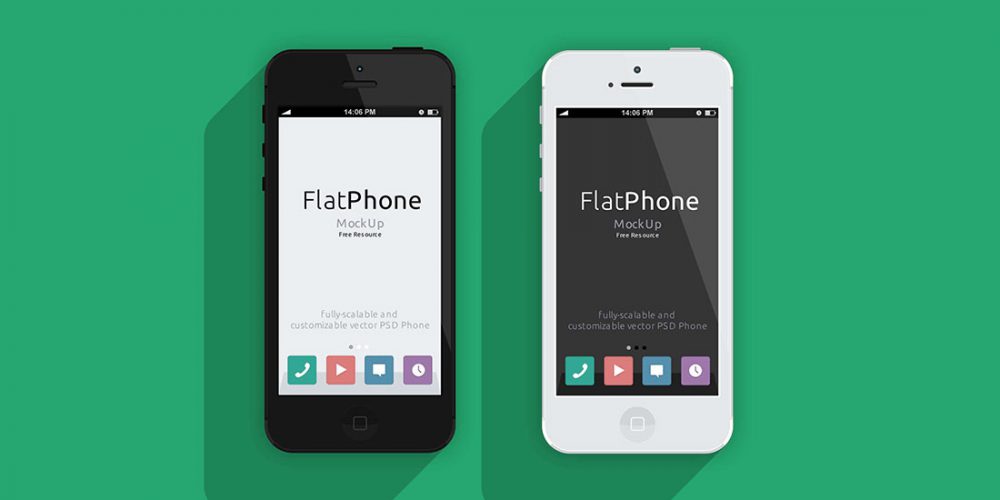 14:06 PM
FlatPhone
MockUp
Free Resource
fully-scalable and
customizable vector PSD Phone
14:06 PM
FlatPhone
MockUp
Free Resource
fully-scalable and
customizable vector PSD Phone